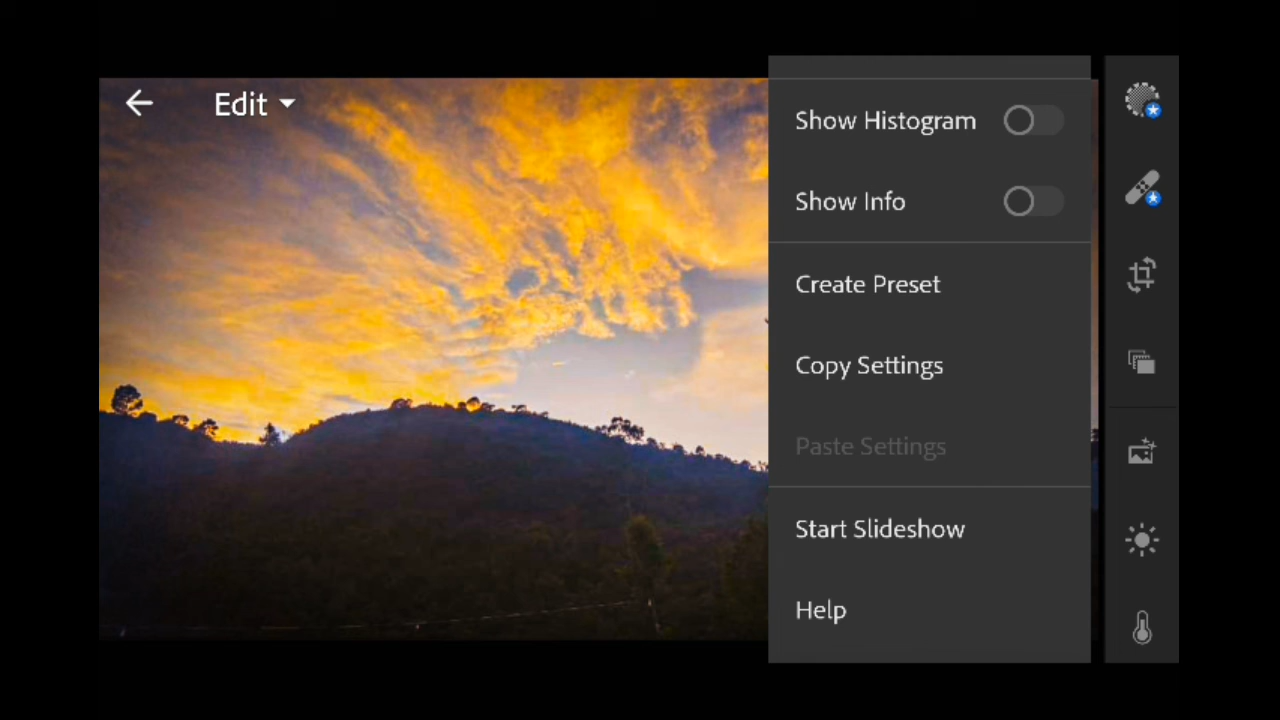 Edit
Show Histogram
Show Info
Create Preset
Copy Settings
Paste Settings
Start Slideshow
Help